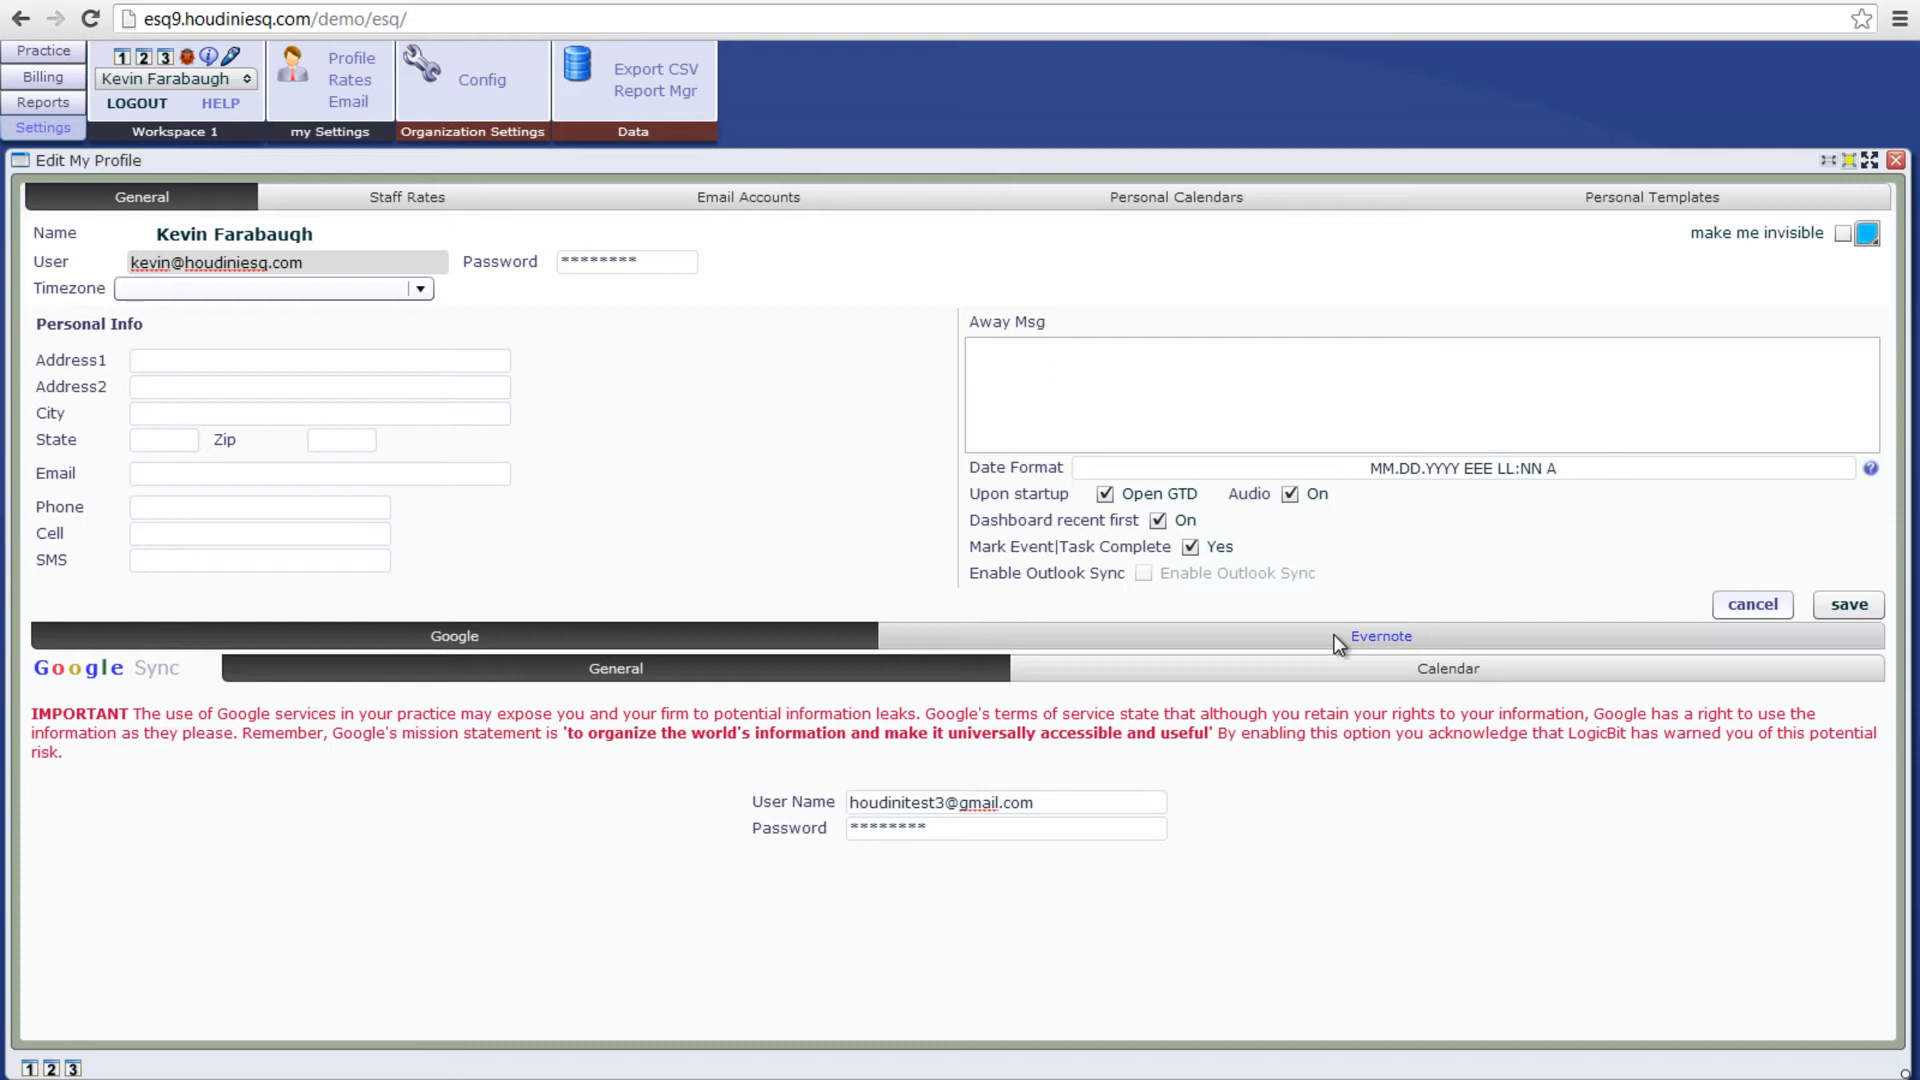 esq9.houdiniesq.com/demo/esq/
Practice
Billing
Reports
Settings
1 2 3
Kevin Farabaugh
LOGOUT HELP
Workspace 1
Profile
Rates
Email
my Settings
Config
Organization Settings
Export CSV
Report Mgr
Data
Edit My Profile
General Staff Rates Email Accounts Personal Calendars Personal Templates
Name Kevin Farabaugh make me invisible
User kevin@houdiniesq.com Password ********
Timezone
Personal Info
Address1
Address2
City
State Zip
Email
Phone
Cell
SMS
Away Msg
Date Format MM.DD.YYYY EEE LL:NN A ?
Upon startup Open GTD Audio On
Dashboard recent first On
Mark Event|Task Complete Yes
Enable Outlook Sync Enable Outlook Sync
cancel save
Google Evernote
Google Sync General Calendar
IMPORTANT The use of Google services in your practice may expose you and your firm to potential information leaks. Google's terms of service state that although you retain your rights to your information, Google has a right to use the
information as they please. Remember, Google's mission statement is 'to organize the world's information and make it universally accessible and useful' By enabling this option you acknowledge that LogicBit has warned you of this potential
risk.
User Name houdinitest3@gmail.com
Password ********
1 2 3